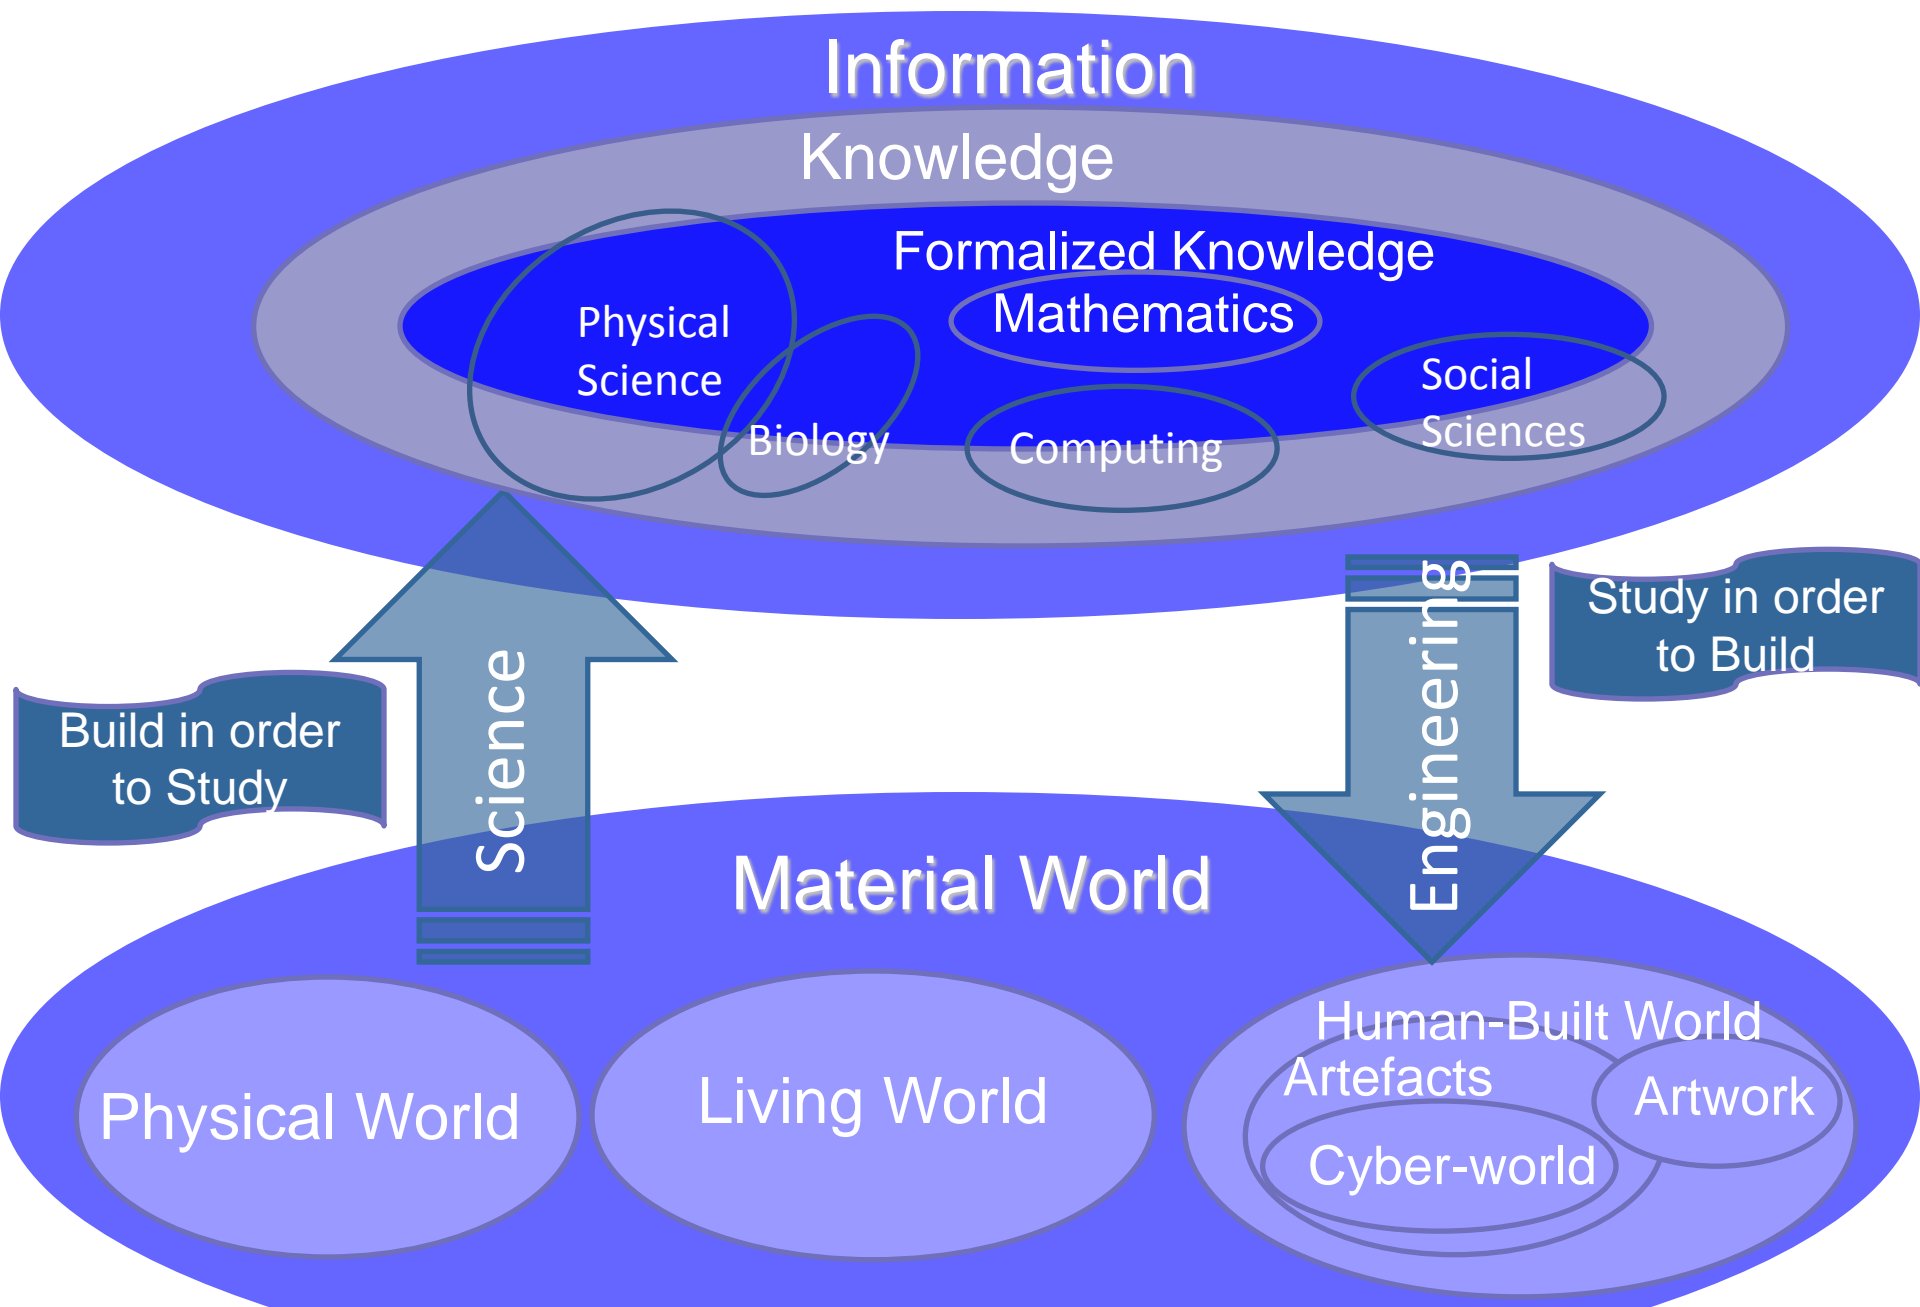 Information
Knowledge
Formalized Knowledge
Mathematics
Physical
Science
Biology
Computing
Social
Sciences
Science
Engineering
Study in order
to Build
Build in order
to Study
Material World
Physical World
Living World
Human-Built World
Artefacts
Artwork
Cyber-world